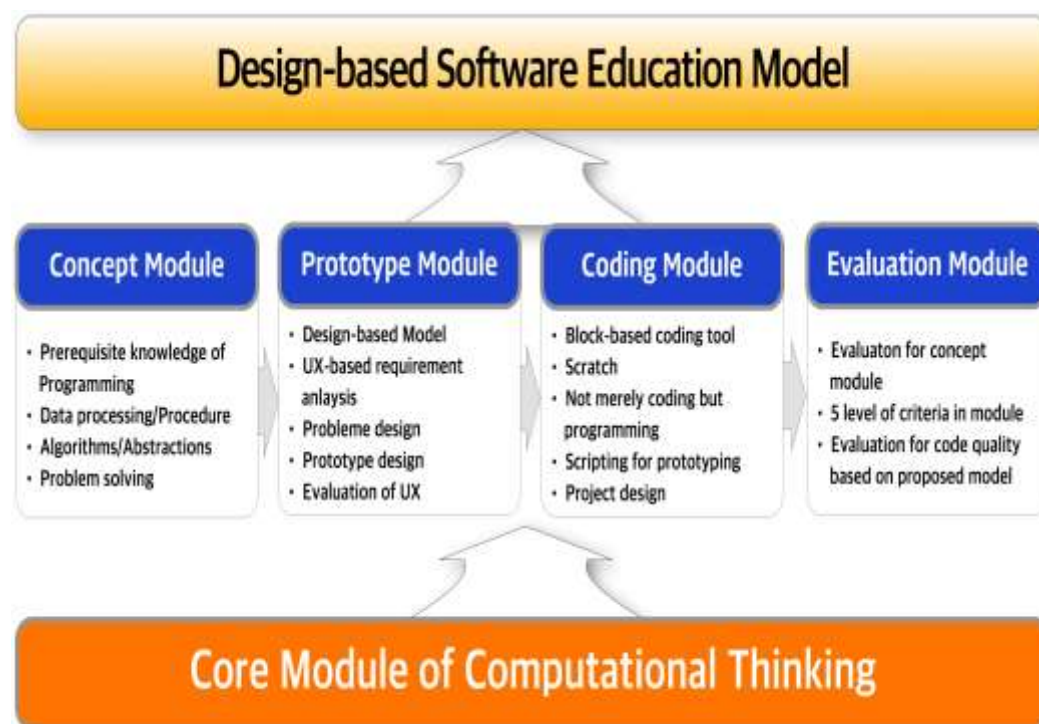 Design-based Software Education Model
Concept Module
• Prerequisite knowledge of
Programming
• Data processing/Procedure
• Algorithms/Abstractions
• Problem solving
Prototype Module
• Design-based Model
• UX-based requirement
anlaysis
• Probleme design
• Prototype design
• Evaluation of UX
Coding Module
• Block-based coding tool
• Scratch
• Not merely coding but
programming
• Scripting for prototyping
• Project design
Evaluation Module
• Evaluaton for concept
module
• 5 level of criteria in module
• Evaluation for code quality
based on proposed model
Core Module of Computational Thinking